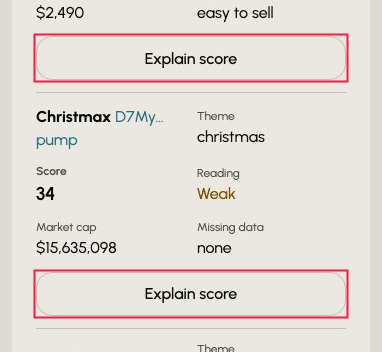 $2,490 easy to sell
Explain score
Christmax D7My... Theme
pump christmas
Score Reading
34 Weak
Market cap Missing data
$15,635,098 none
Explain score
Theme